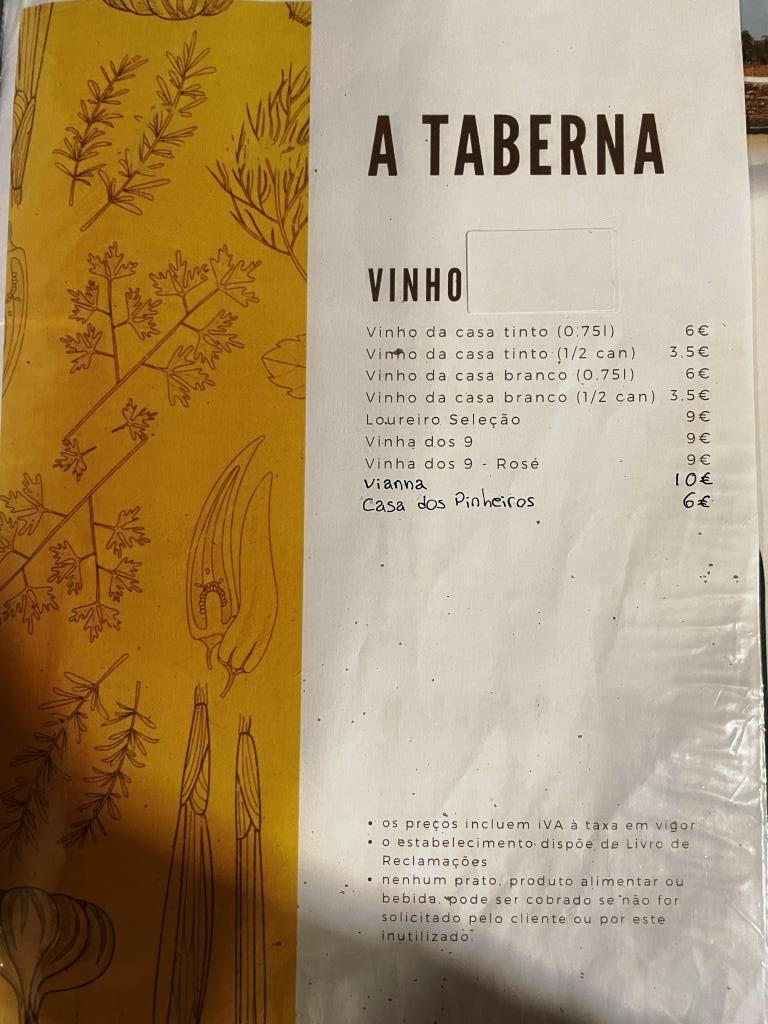 A TABERNA
VINHO
Vinho da casa tinto (0.75l) 6€
Vinho da casa tinto (1/2 can) 3.5€
Vinho da casa branco (0.75l) 6€
Vinho da casa branco (1/2 can) 3.5€
Loureiro Seleção 9€
Vinha dos 9 9€
Vinha dos 9 - Rosé 9€
Vianna 10€
Casa dos Pinheiros 6€
• os preços incluem iVA à taxa em vigor
• o estabelecimento dispõe de Livro de
Reclamações
• nenhum prato, produto alimentar ou
bebida, pode ser cobrado se não for
solicitado pelo cliente ou por este
inutilizado.